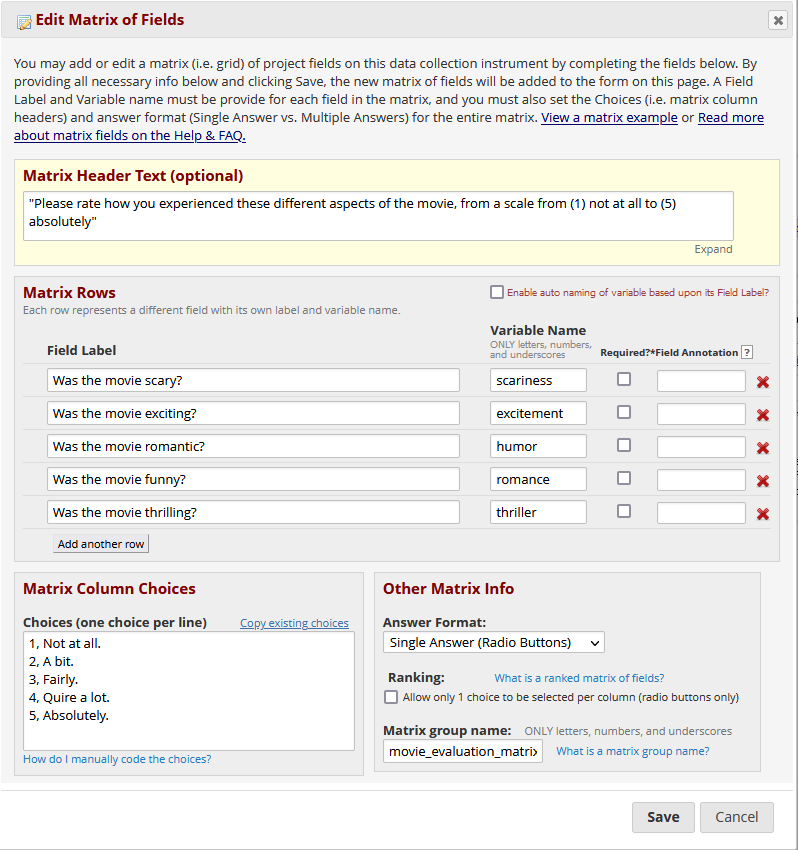 Edit Matrix of Fields
You may add or edit a matrix (i.e. grid) of project fields on this data collection instrument by completing the fields below. By
providing all necessary info below and clicking Save, the new matrix of fields will be added to the form on this page. A Field
Label and Variable name must be provide for each field in the matrix, and you must also set the Choices (i.e. matrix column
headers) and answer format (Single Answer vs. Multiple Answers) for the entire matrix. View a matrix example or Read more
about matrix fields on the Help & FAQ.
Matrix Header Text (optional)
"Please rate how you experienced these different aspects of the movie, from a scale from (1) not at all to (5)
absolutely"
Expand
Matrix Rows
Enable auto naming of variable based upon its Field Label?
Each row represents a different field with its own label and variable name.
Field Label
Variable Name
ONLY letters, numbers,
and underscores
Required?*
Field Annotation ?
Was the movie scary? scariness
Was the movie exciting? excitement
Was the movie romantic? humor
Was the movie funny? romance
Was the movie thrilling? thriller
Add another row
Matrix Column Choices
Choices (one choice per line) Copy existing choices
1, Not at all.
2, A bit.
3, Fairly.
4, Quire a lot.
5, Absolutely.
How do I manually code the choices?
Other Matrix Info
Answer Format:
Single Answer (Radio Buttons)
Ranking: What is a ranked matrix of fields?
Allow only 1 choice to be selected per column (radio buttons only)
Matrix group name: ONLY letters, numbers, and underscores
movie_evaluation_matrix What is a matrix group name?
Save Cancel